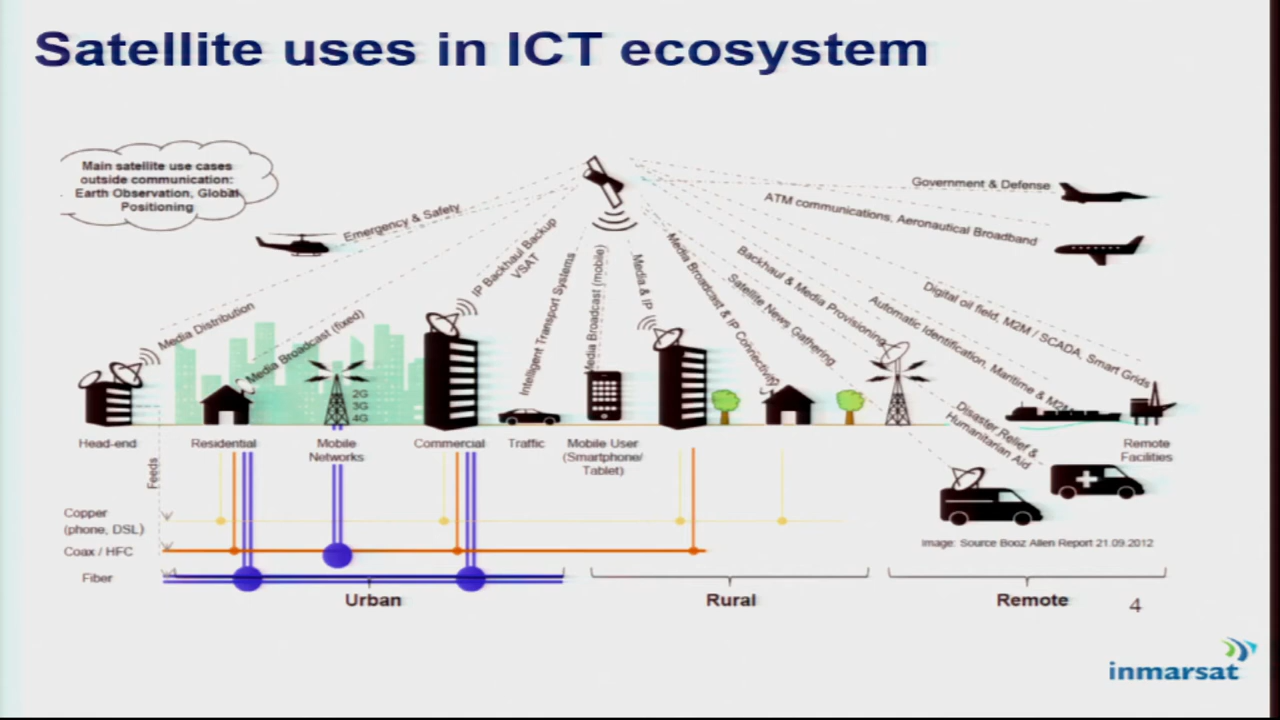 Satellite uses in ICT ecosystem
Main satellite use cases
outside communication:
Earth Observation, Global
Positioning
Emergency & Safety
Media Distribution
Media Broadcast (fixed)
IP Backhaul Backup
VSAT
Intelligent Transport Systems
Media Broadcast (mobile)
Media & IP
Media Broadcast & IP Connectivity
Satellite News Gathering
Backhaul & Media Provisioning
Automatic Identification, Maritime & M2M
Digital oil field, M2M / SCADA, Smart Grids
Government & Defense
ATM communications, Aeronautical Broadband
Disaster Relief &
Humanitarian Aid
2G
3G
4G
Head-end
Residential
Mobile
Networks
Commercial
Traffic
Mobile User
(Smartphone/
Tablet)
Remote
Facilities
Feeds
Copper
(phone, DSL)
Coax / HFC
Fiber
Image: Source Booz Allen Report 21.09.2012
Urban
Rural
Remote
4
inmarsat